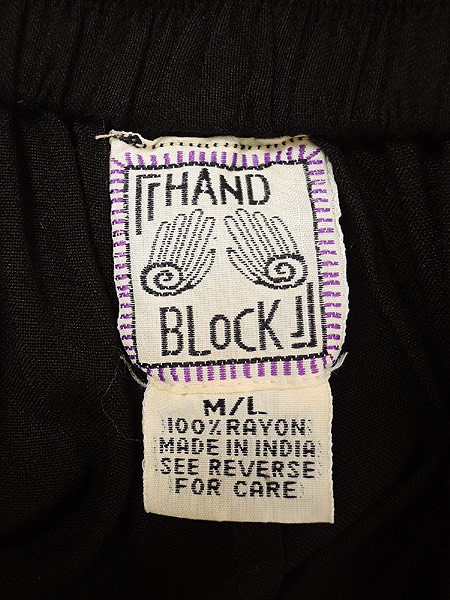 HAND
BLOCK
M/L
100% RAYON
MADE IN INDIA
SEE REVERSE
FOR CARE